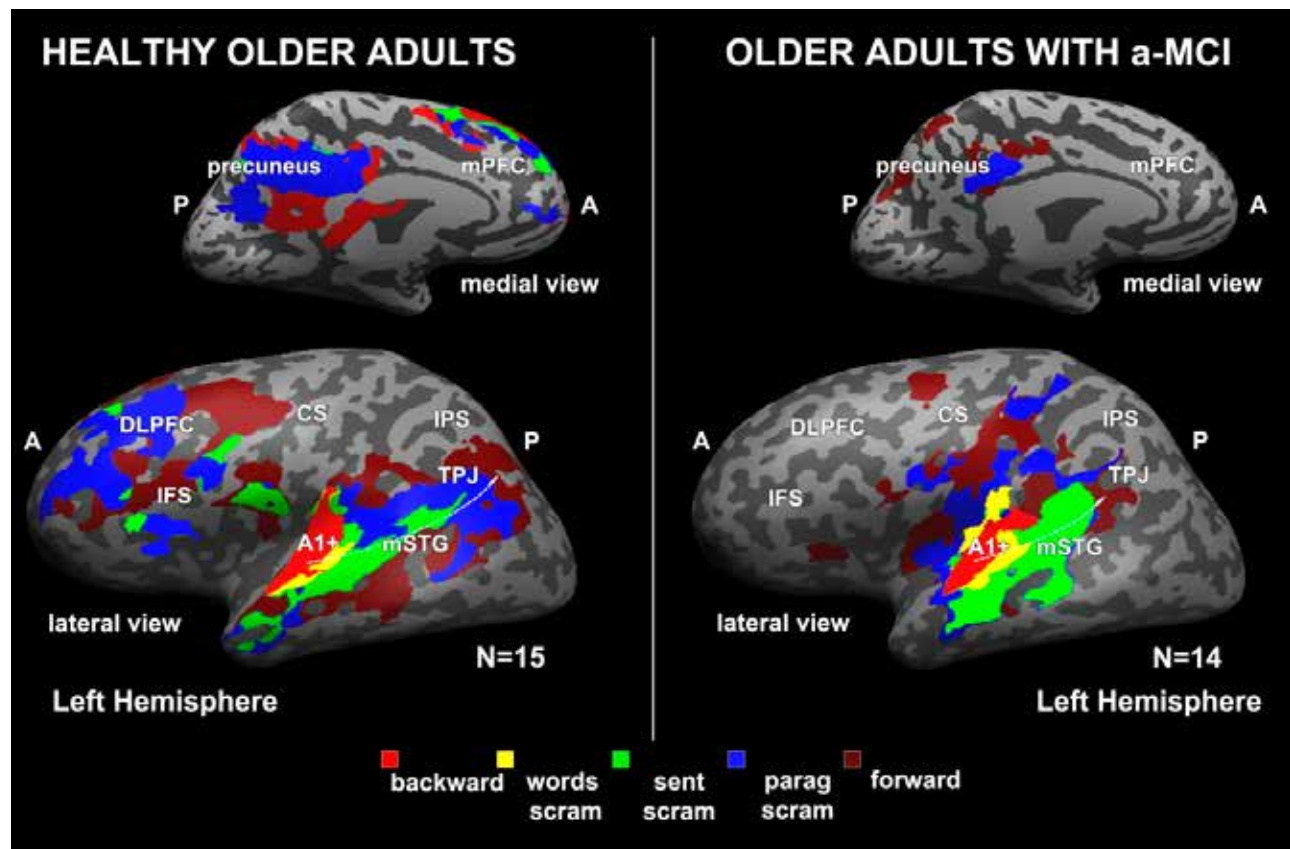 HEALTHY OLDER ADULTS
precuneus
mPFC
P
A
medial view
DLPFC
CS
IPS
A
P
TPJ
IFS
A1+
mSTG
lateral view
N=15
Left Hemisphere
OLDER ADULTS WITH a-MCI
precuneus
mPFC
P
A
medial view
DLPFC
CS
IPS
A
P
TPJ
IFS
A1+
mSTG
lateral view
N=14
Left Hemisphere
backward
words
scram
sent
scram
parag
scram
forward